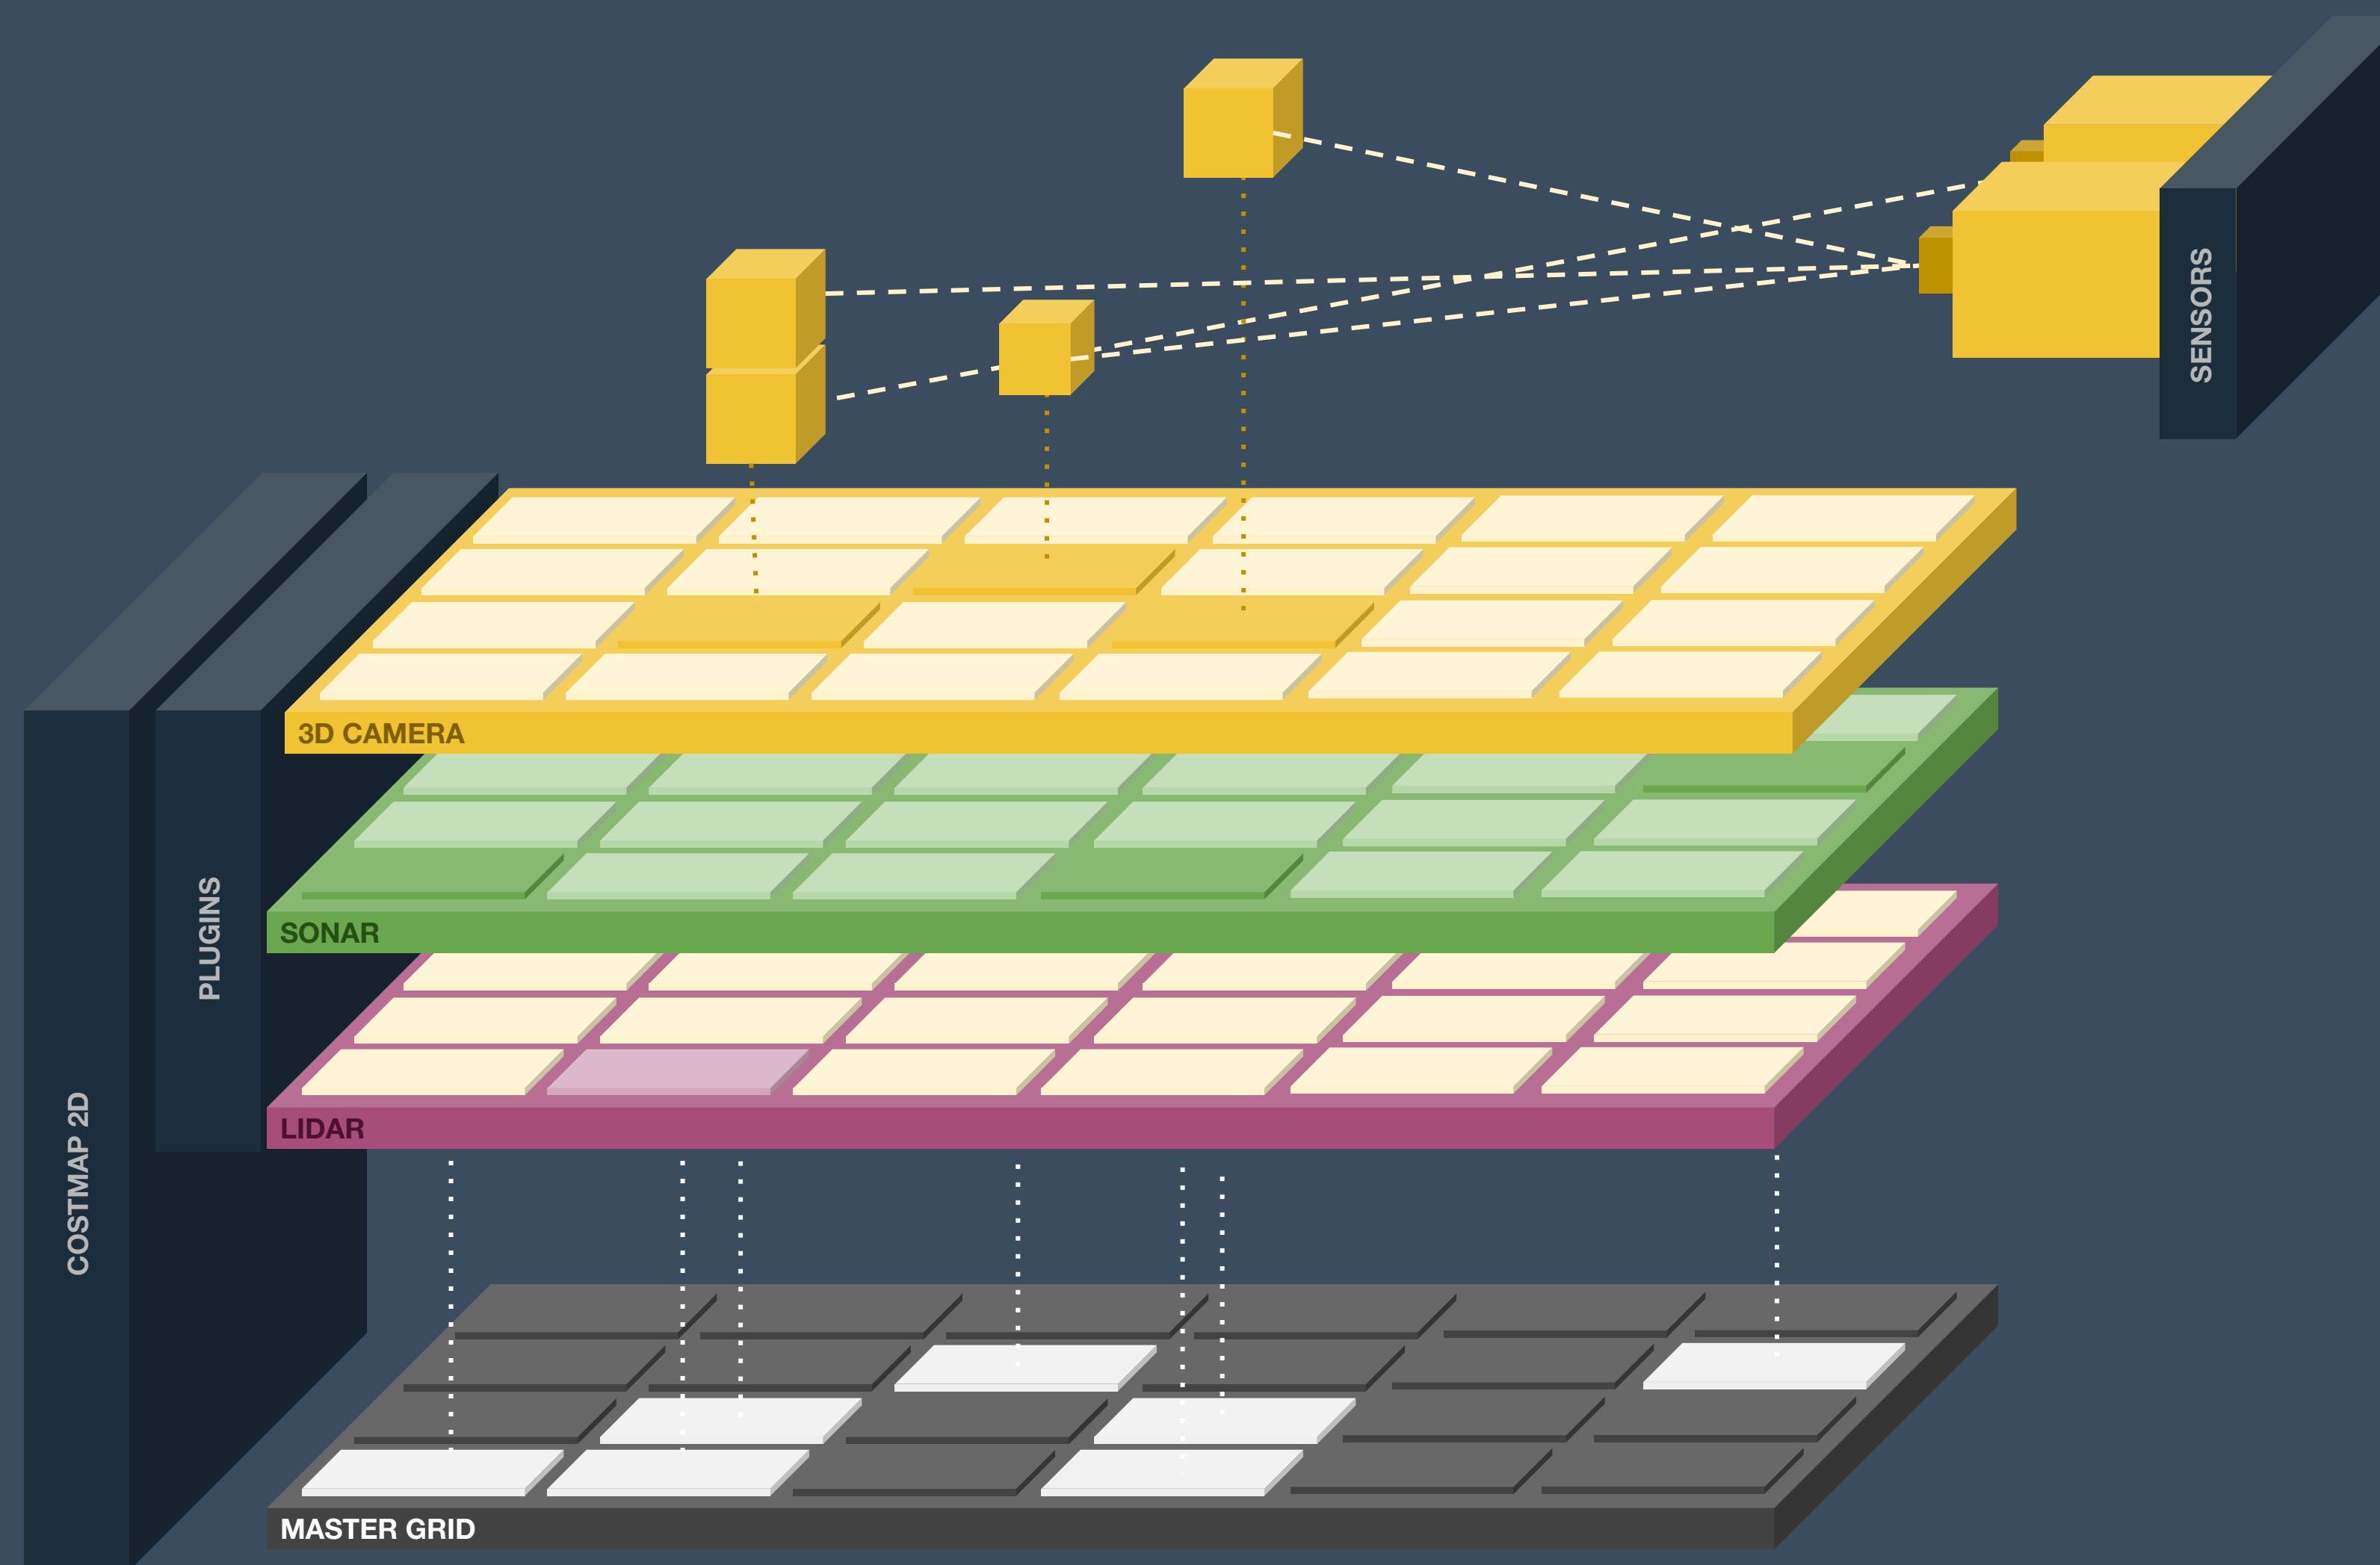 SENSORS
3D CAMERA
SONAR
PLUGINS
LIDAR
COSTMAP 2D
MASTER GRID